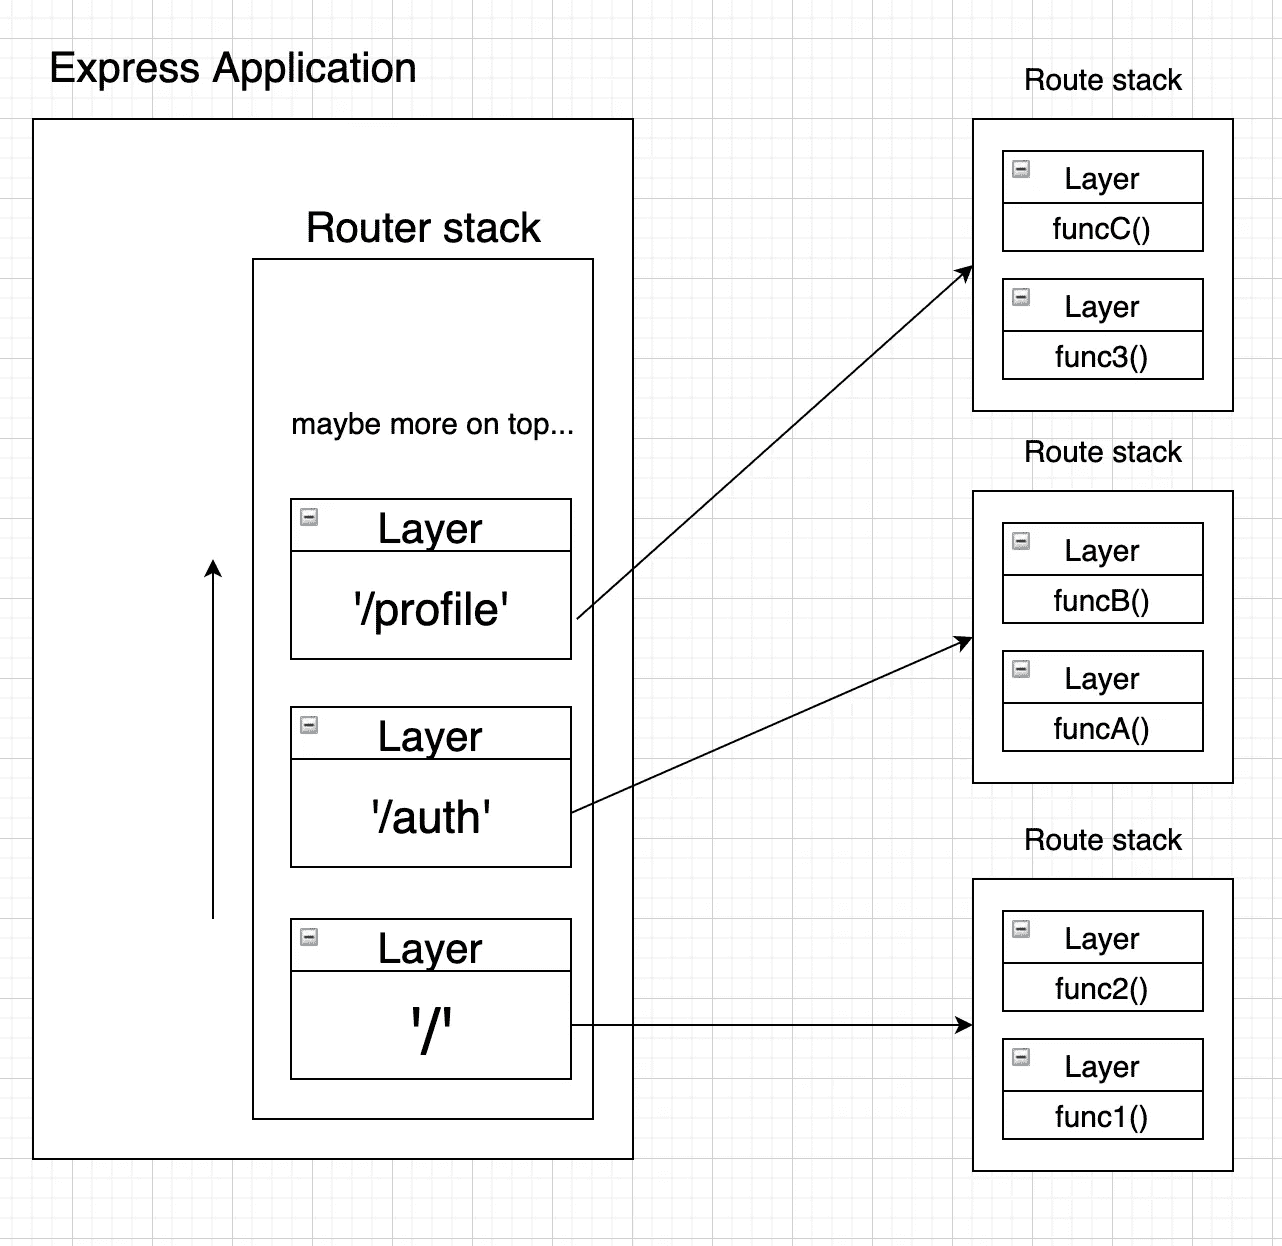 Express Application
Router stack
maybe more on top...
Layer
'/profile'
Layer
'/auth'
Layer
'/'
Route stack
Layer
funcC()
Layer
func3()
Route stack
Layer
funcB()
Layer
funcA()
Route stack
Layer
func2()
Layer
func1()